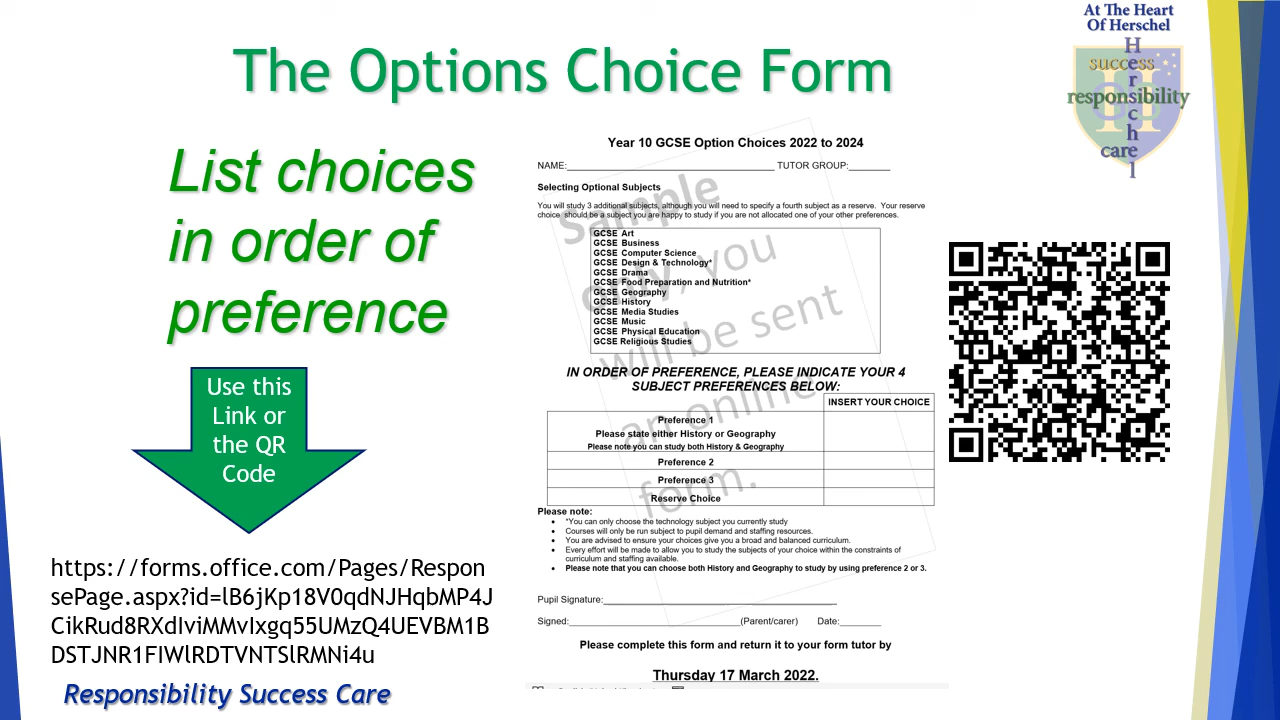 The Options Choice Form
At The Heart
Of Herschel
success
responsibility
care
Herschel
List choices
in order of
preference
Use this
Link or
the QR
Code
https://forms.office.com/Pages/Respon
sePage.aspx?id=lB6jKp18V0qdNJHqbMP4J
CikRud8RXdIviMMvIxgq55UMzQ4UEVBM1B
DSTJNR1FIWlRDTVNTSlRMNi4u
Responsibility Success Care
Year 10 GCSE Option Choices 2022 to 2024
NAME: TUTOR GROUP:
Selecting Optional Subjects
You will study 3 additional subjects, although you will need to specify a fourth subject as a reserve. Your reserve
choice should be a subject you are happy to study if you are not allocated one of your other preferences.
GCSE Art
GCSE Business
GCSE Computer Science
GCSE Design & Technology*
GCSE Drama
GCSE Food Preparation and Nutrition*
GCSE Geography
GCSE History
GCSE Media Studies
GCSE Music
GCSE Physical Education
GCSE Religious Studies
IN ORDER OF PREFERENCE, PLEASE INDICATE YOUR 4
SUBJECT PREFERENCES BELOW:
INSERT YOUR CHOICE
Preference 1
Please state either History or Geography
Please note you can study both History & Geography
Preference 2
Preference 3
Reserve Choice
Please note:
• *You can only choose the technology subject you currently study
• Courses will only be run subject to pupil demand and staffing resources.
• You are advised to ensure your choices give you a broad and balanced curriculum.
• Every effort will be made to allow you to study the subjects of your choice within the constraints of
curriculum and staffing available.
• Please note that you can choose both History and Geography to study by using preference 2 or 3.
Pupil Signature:
Signed: (Parent/carer) Date:
Please complete this form and return it to your form tutor by
Thursday 17 March 2022.
Sample
copy, you
will be sent
an online
form.